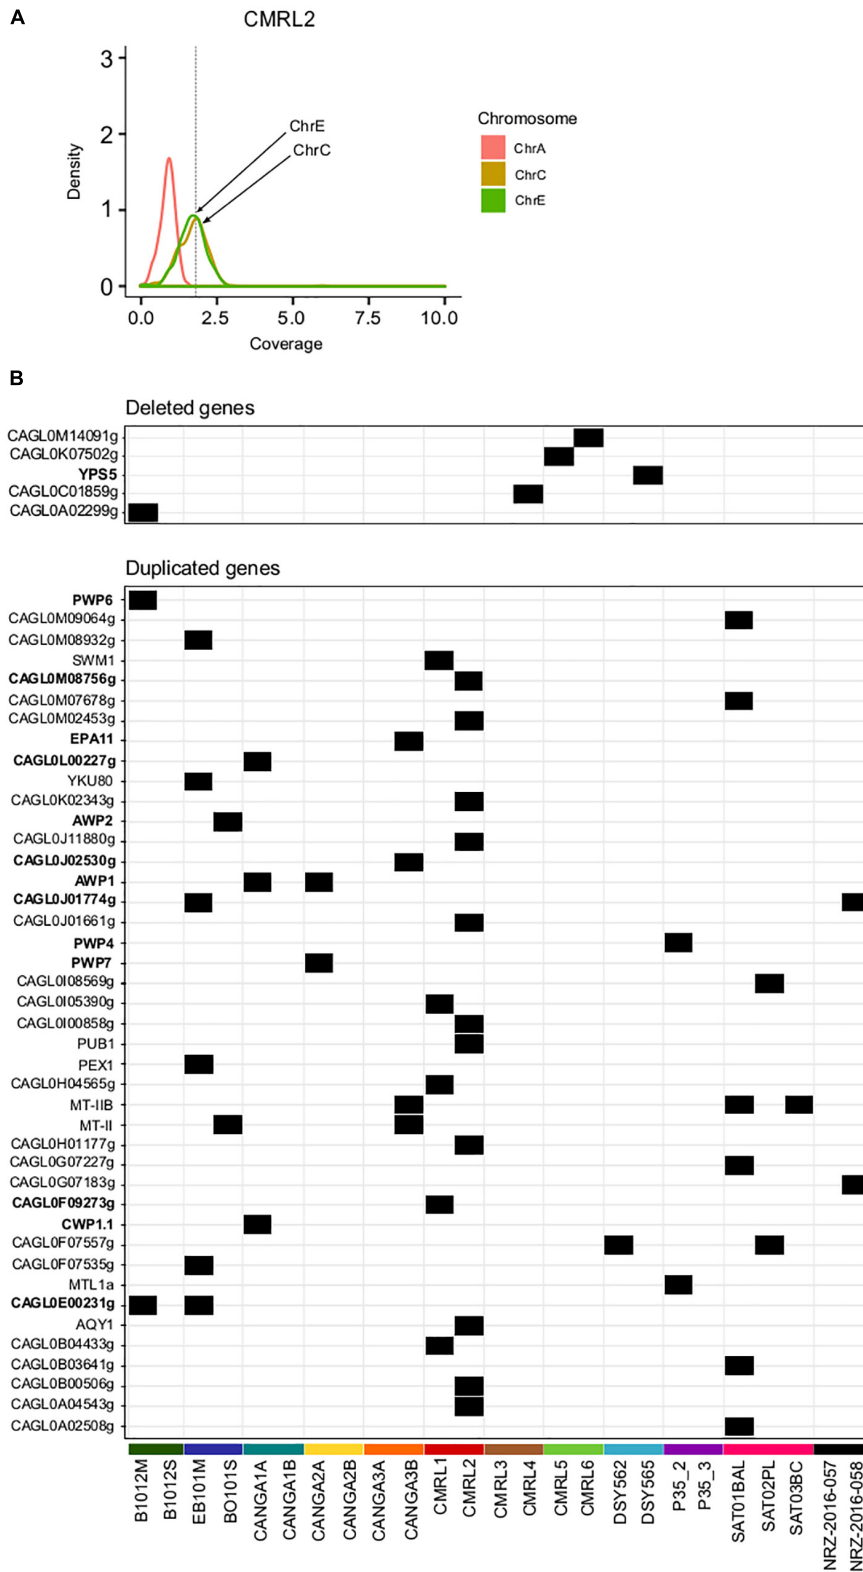 A
CMRL2
3
2
1
0
Density
0.0 2.5 5.0 7.5 10.0
Coverage
ChrE
ChrC
Chromosome
ChrA
ChrC
ChrE
B
Deleted genes
CAGL0M14091g
CAGL0K07502g
YPS5
CAGL0C01859g
CAGL0A02299g
Duplicated genes
PWP6
CAGL0M09064g
CAGL0M08932g
SWM1
CAGL0M08756g
CAGL0M07678g
CAGL0M02453g
EPA11
CAGL0L00227g
YKU80
CAGL0K02343g
AWP2
CAGL0J11880g
CAGL0J02530g
AWP1
CAGL0J01774g
CAGL0J01661g
PWP4
PWP7
CAGL0I08569g
CAGL0I05390g
CAGL0I00858g
PUB1
PEX1
CAGL0H04565g
MT-IIB
MT-II
CAGL0H01177g
CAGL0G07227g
CAGL0G07183g
CAGL0F09273g
CWP1.1
CAGL0F07557g
CAGL0F07535g
MTL1a
CAGL0E00231g
AQY1
CAGL0B04433g
CAGL0B03641g
CAGL0B00506g
CAGL0A04543g
CAGL0A02508g
B1012M
B1012S
EB101M
BO101S
CANGA1A
CANGA1B
CANGA2A
CANGA2B
CANGA3A
CANGA3B
CMRL1
CMRL2
CMRL3
CMRL4
CMRL5
CMRL6
DSY562
DSY565
P35_2
P35_3
SAT01BAL
SAT02PL
SAT03BC
NRZ-2016-057
NRZ-2016-058